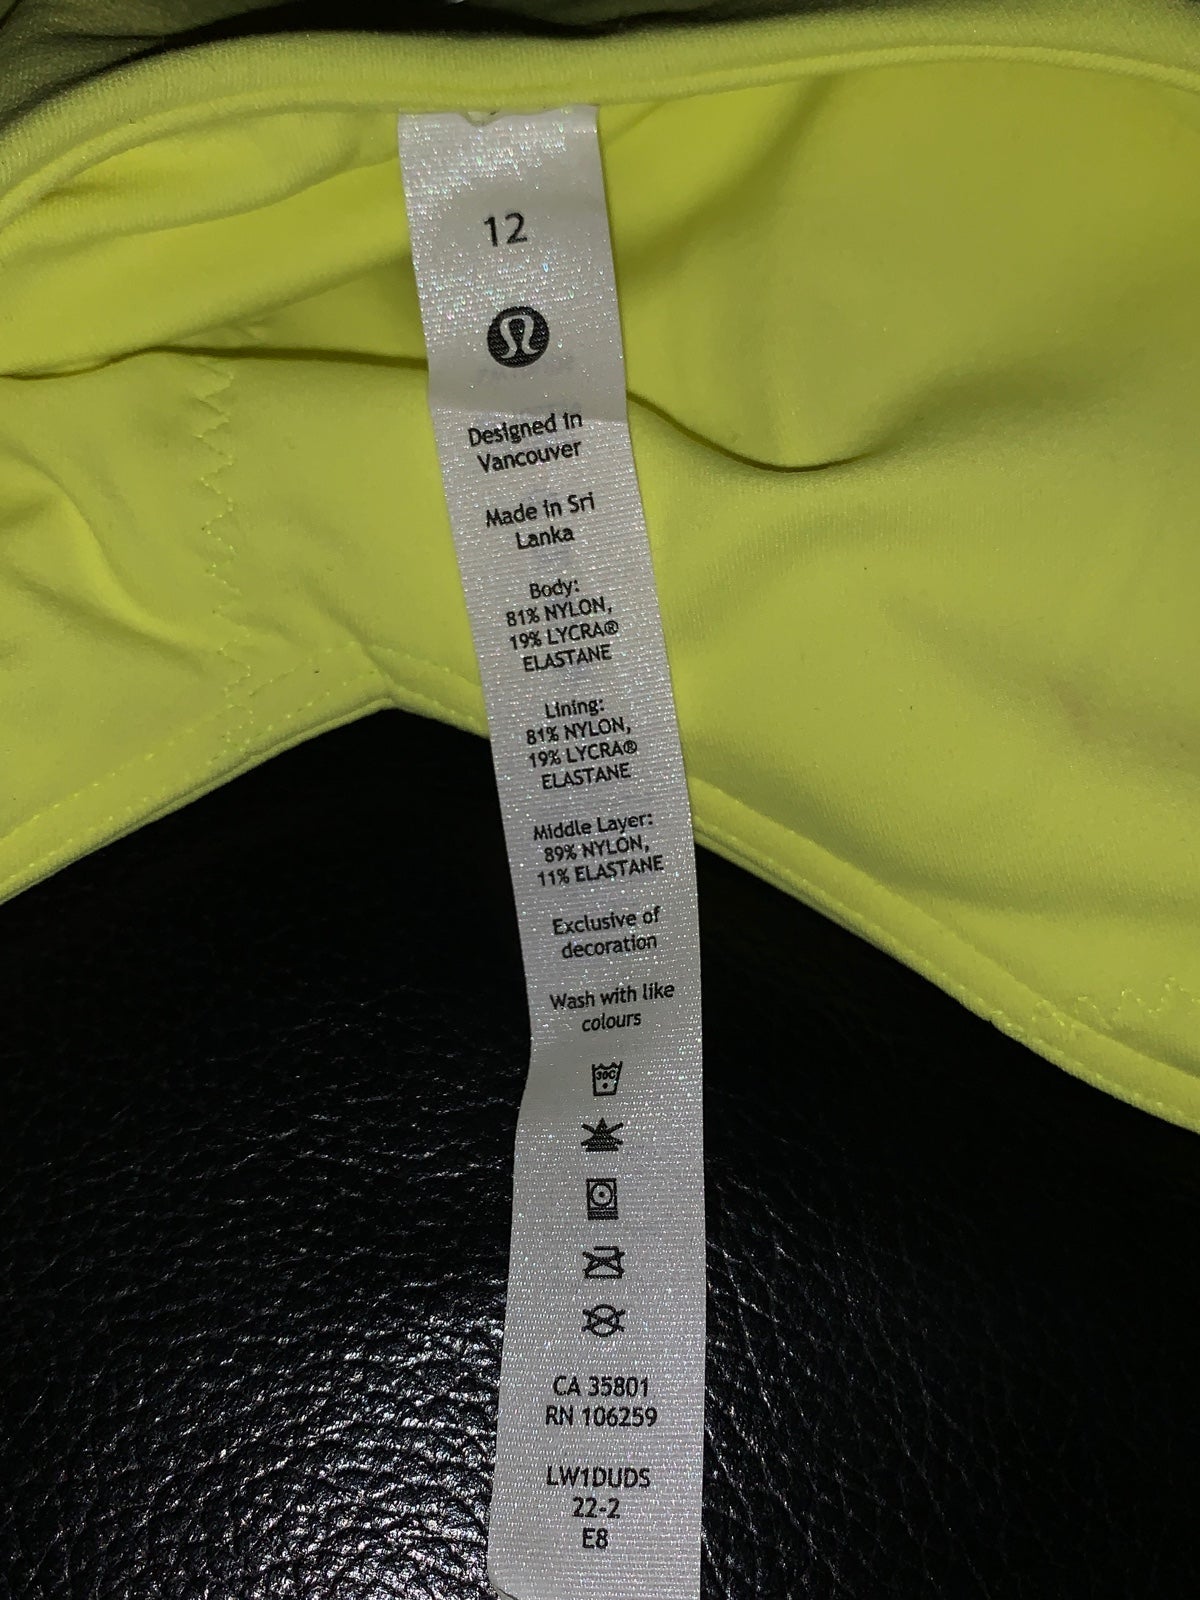 12
Designed in
Vancouver
Made in Sri
Lanka
Body:
81% NYLON,
19% LYCRA®
ELASTANE
Lining:
81% NYLON,
19% LYCRA®
ELASTANE
Middle Layer:
89% NYLON,
11% ELASTANE
Exclusive of
decoration
Wash with like
colours
30C
CA 35801
RN 106259
LW1DUDS
22-2
E8